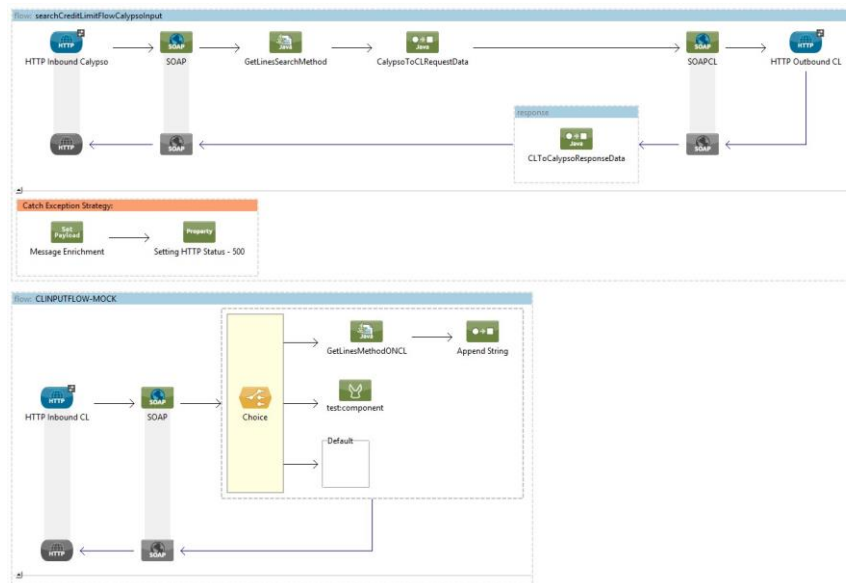 flow: searchCreditLimitFlowCalypsoInput
HTTP SOAP Java Java SOAP HTTP
HTTP Inbound Calypso SOAP GetLinesSearchMethod CalypsoToCLRequestData SOAPCL HTTP Outbound CL
response
HTTP SOAP Java SOAP
CLToCalypsoResponseData
Catch Exception Strategy:
Set
Payload
Property
Message Enrichment Setting HTTP Status - 500
flow: CLINPUTFLOW-MOCK
Java
GetLinesMethodONCL Append String
HTTP SOAP
HTTP Inbound CL SOAP Choice test:component
Default
HTTP SOAP